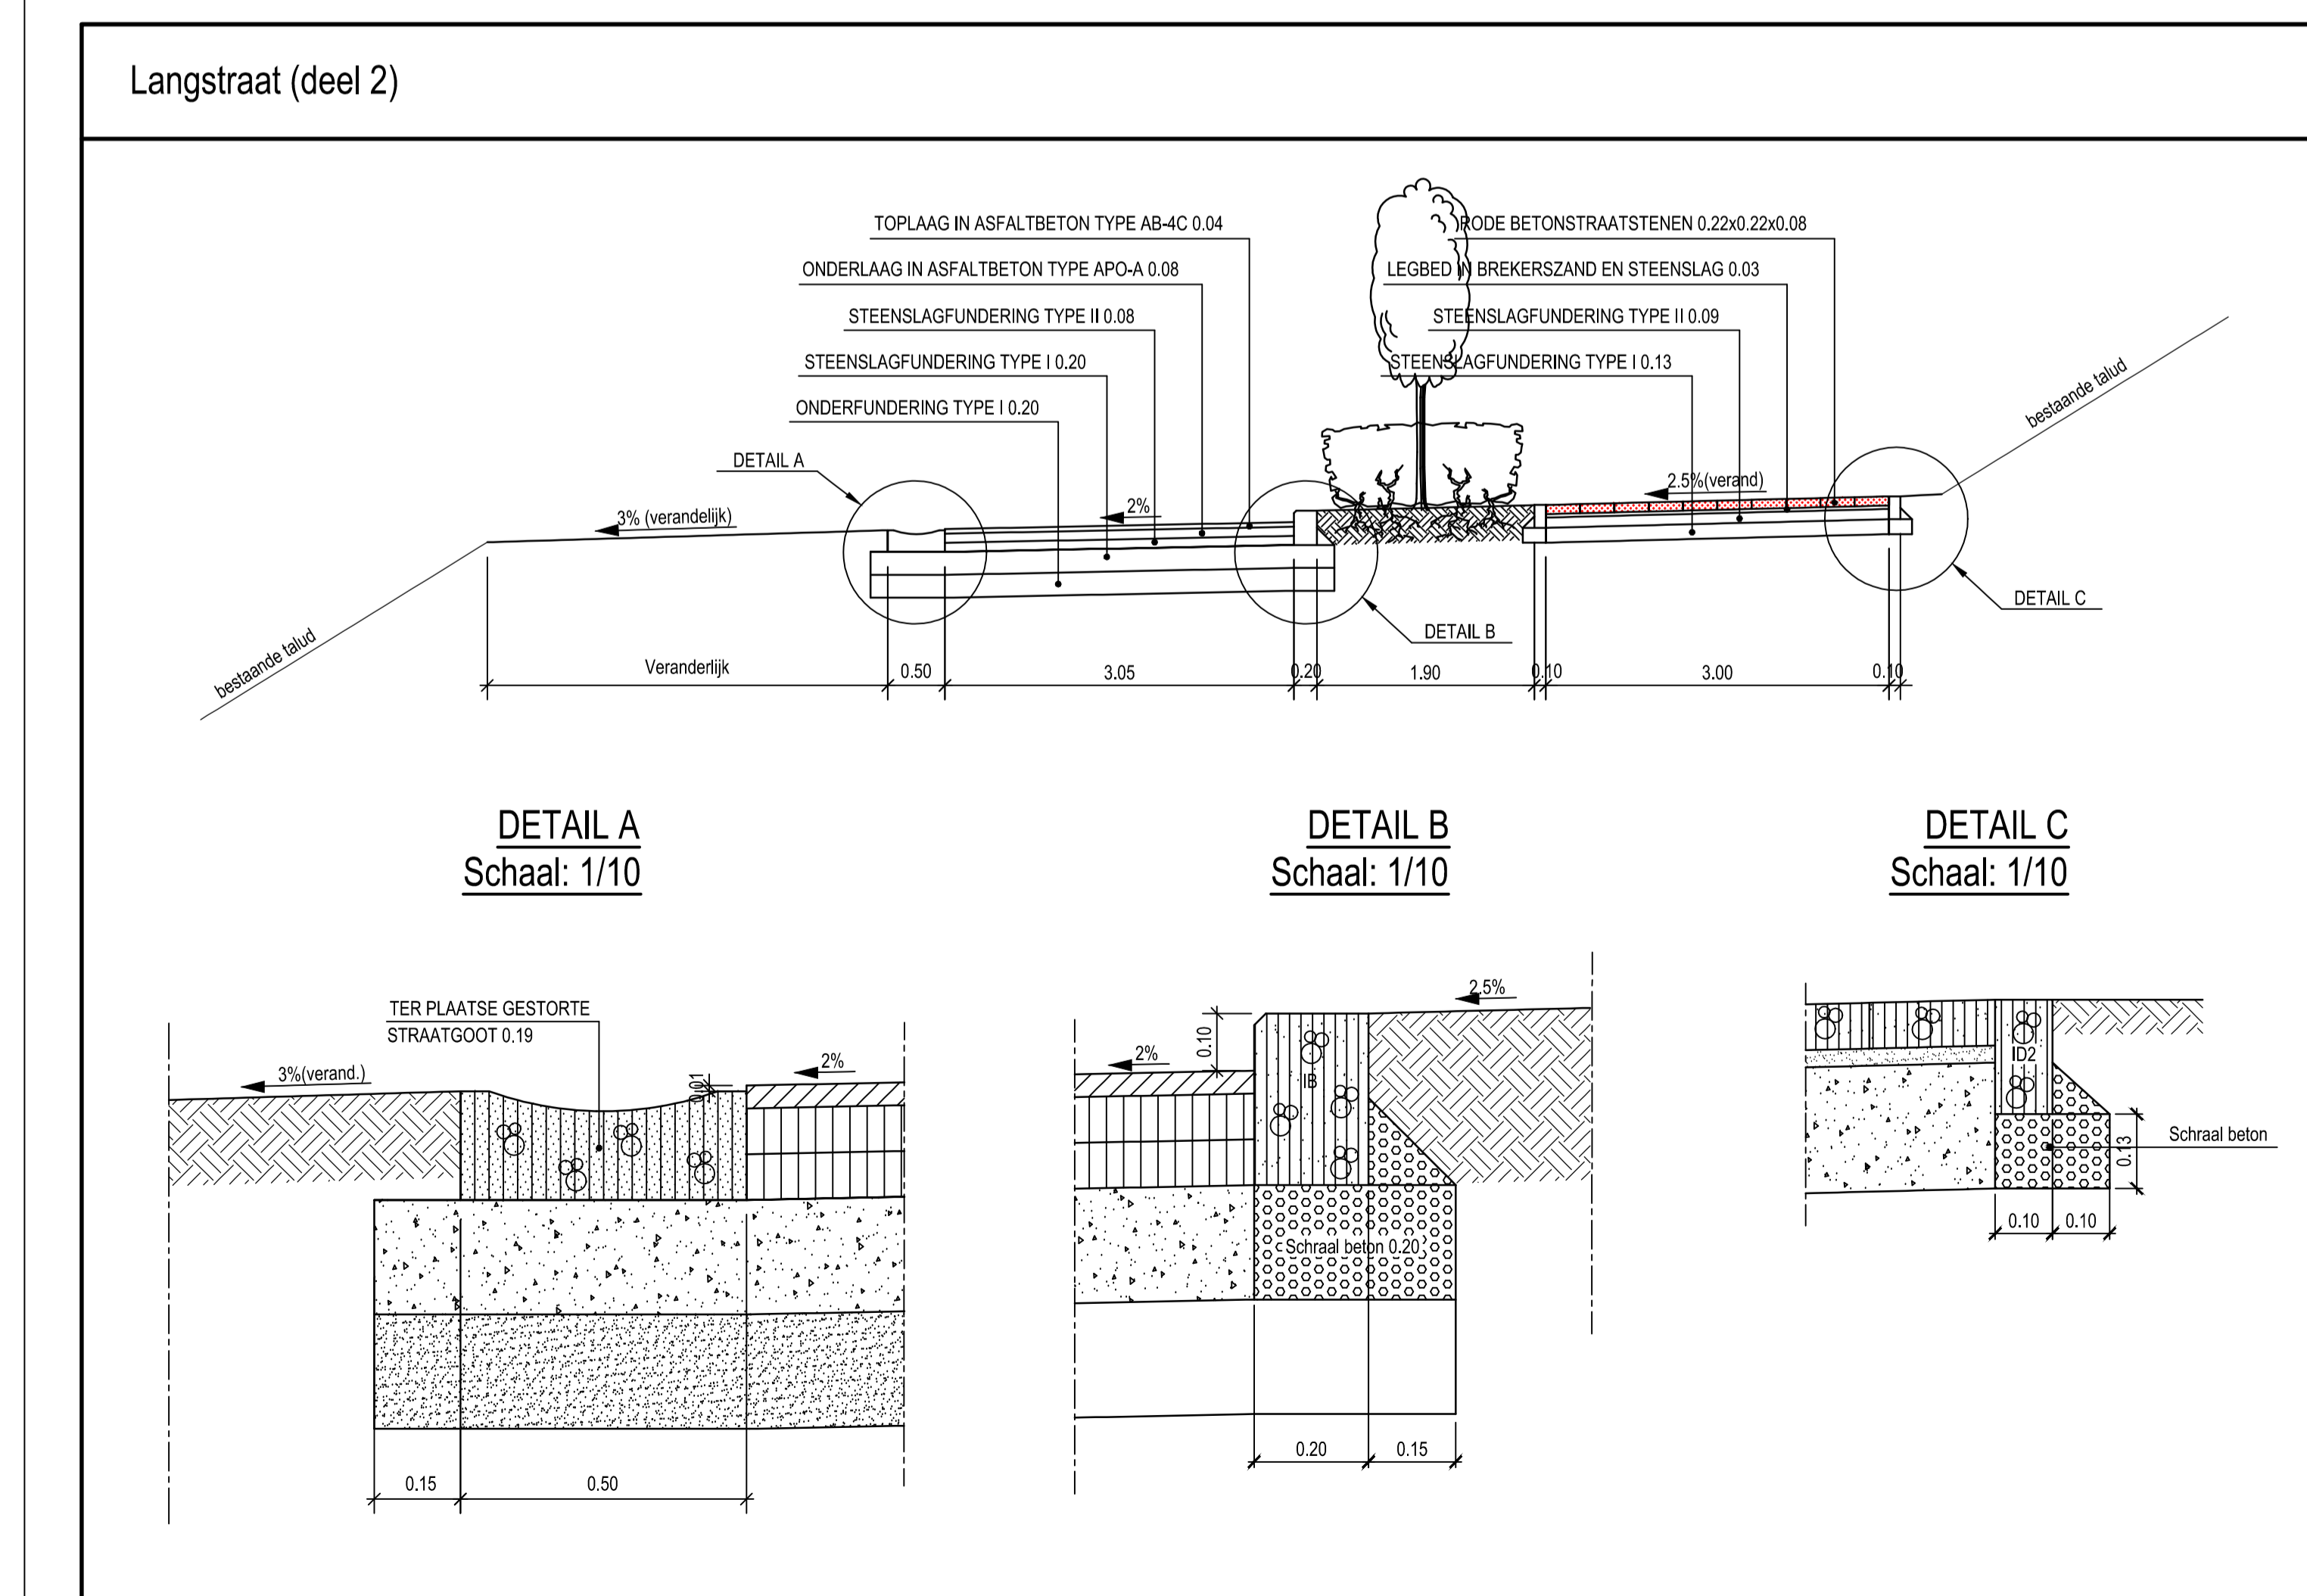 Langstraat (deel 2)
TOPLAAG IN ASFALTBETON TYPE AB-4C 0.04
ONDERLAAG IN ASFALTBETON TYPE APO-A 0.08
STEENSLAGFUNDERING TYPE II 0.08
STEENSLAGFUNDERING TYPE I 0.20
ONDERFUNDERING TYPE I 0.20
RODE BETONSTRAATSTENEN 0.22x0.22x0.08
LEGBED IN BREKERSZAND EN STEENSLAG 0.03
STEENSLAGFUNDERING TYPE II 0.09
STEENSLAGFUNDERING TYPE I 0.13
bestaande talud
DETAIL A
3% (verandelijk)
2%
2.5%(verand)
DETAIL B
DETAIL C
bestaande talud
Veranderlijk
0.50
3.05
0.20
1.90
0.10
3.00
0.10
DETAIL A
Schaal: 1/10
DETAIL B
Schaal: 1/10
DETAIL C
Schaal: 1/10
TER PLAATSE GESTORTE
STRAATGOOT 0.19
3%(verand.)
0.01
2%
0.15
0.50
2%
0.10
2.5%
IB
Schraal beton 0.20
0.20
0.15
ID2
Schraal beton
0.13
0.10
0.10